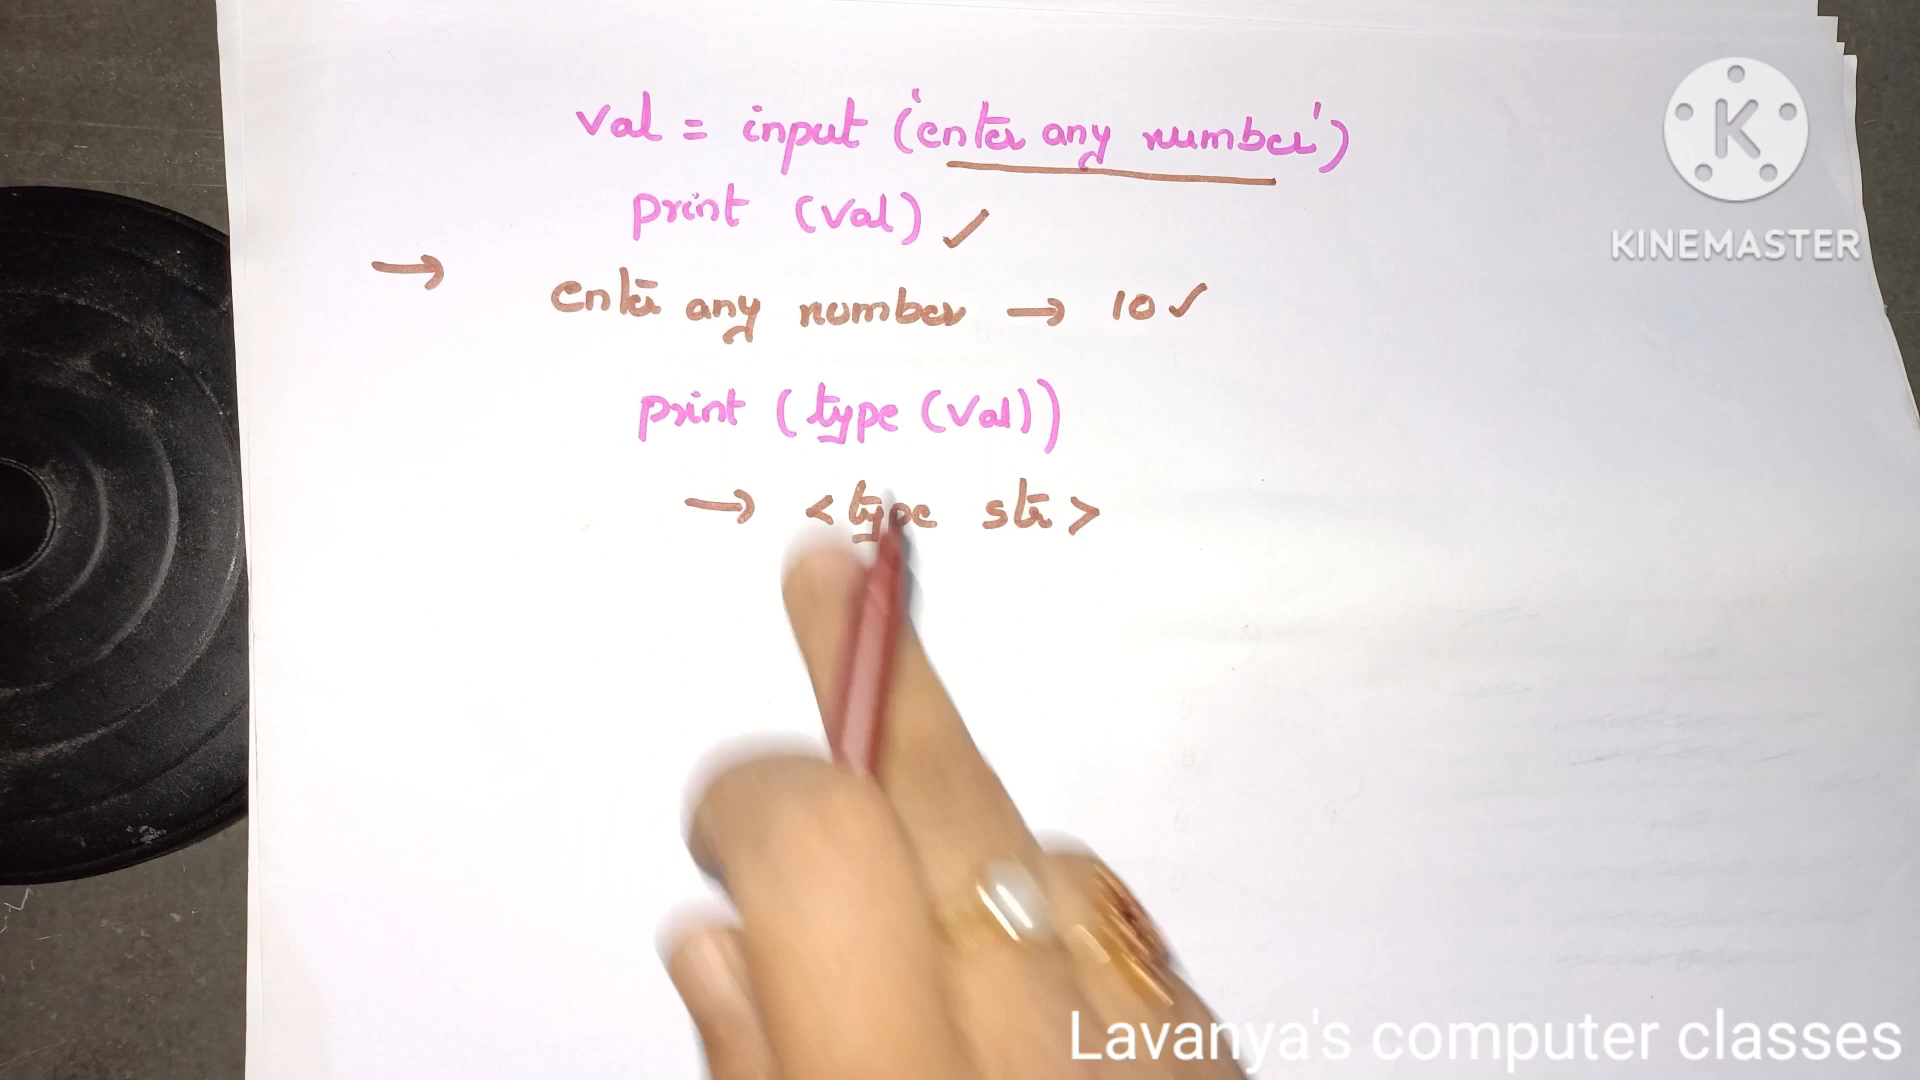 val = input ('enter any number')
print (val) ✓
→ enter any number → 10 ✓
print (type (val))
→ <type str>
K
KINEMASTER
Lavanya's computer classes